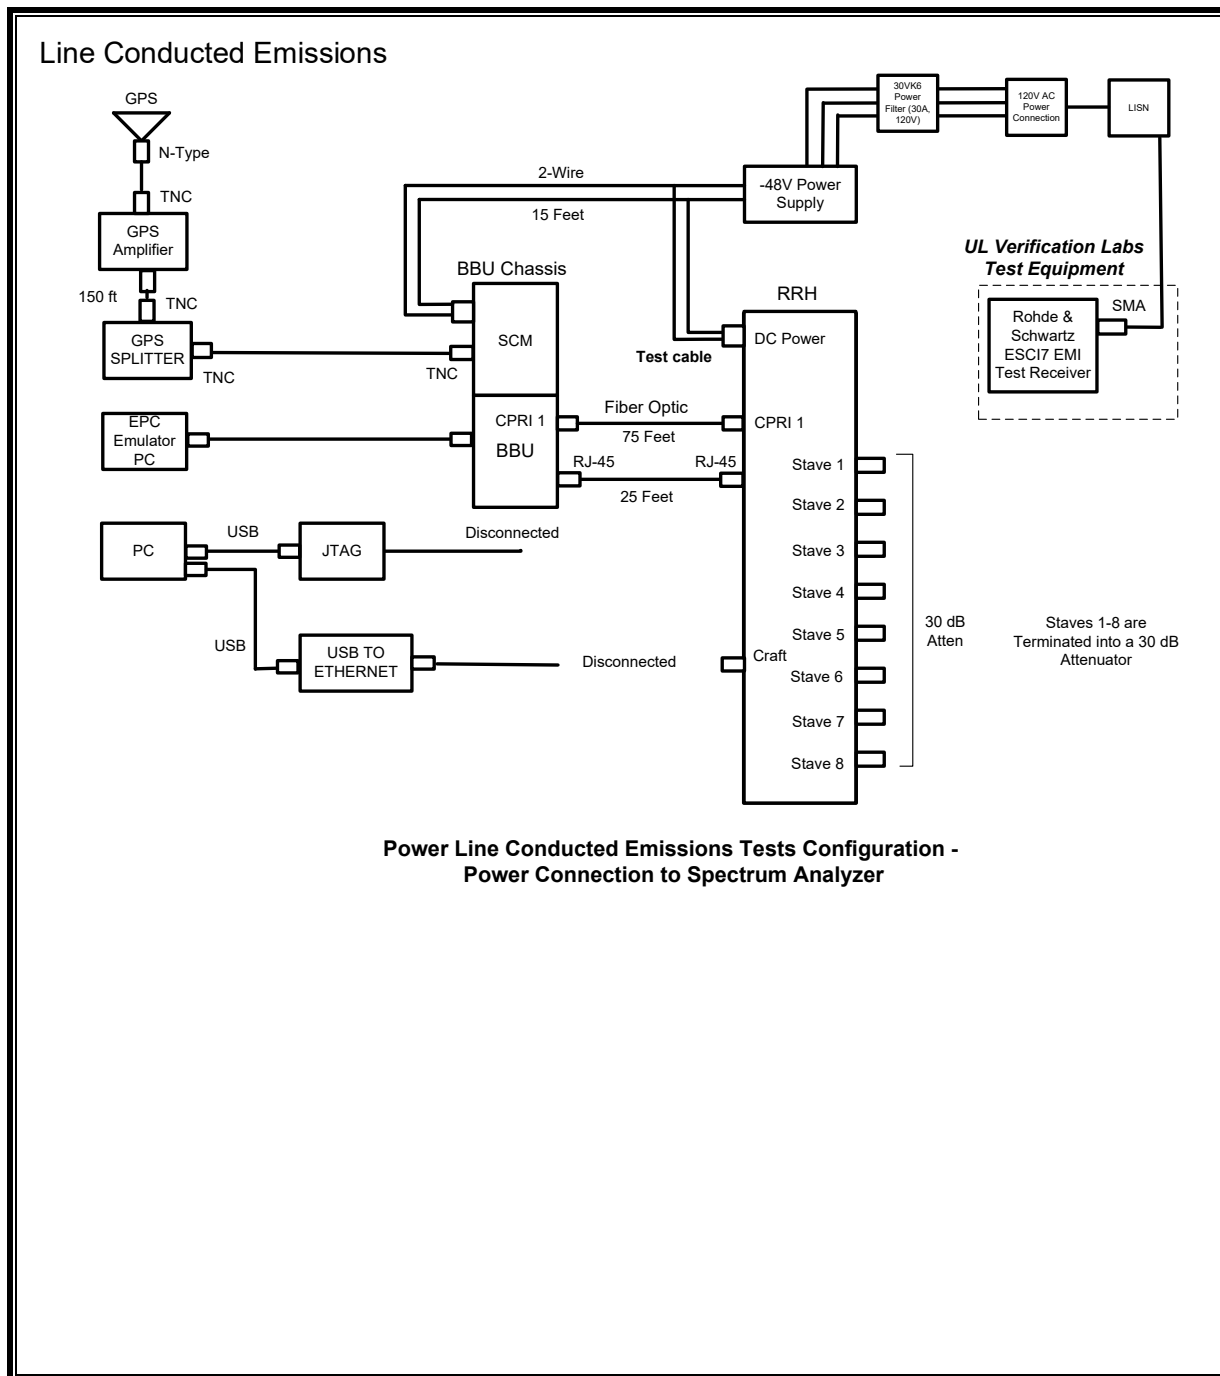 Line Conducted Emissions
GPS
N-Type
TNC
GPS
Amplifier
150 ft
TNC
GPS
SPLITTER
TNC
TNC
EPC
Emulator
PC
PC
USB
JTAG
Disconnected
USB
USB TO
ETHERNET
Disconnected
2-Wire
15 Feet
BBU Chassis
SCM
CPRI 1
BBU
Fiber Optic
75 Feet
RJ-45
RJ-45
25 Feet
Test cable
-48V Power
Supply
30VK6
Power
Filter (30A,
120V)
120V AC
Power
Connection
LISN
UL Verification Labs
Test Equipment
SMA
Rohde &
Schwartz
ESCI7 EMI
Test Receiver
RRH
DC Power
CPRI 1
Stave 1
Stave 2
Stave 3
Stave 4
Stave 5
Craft
Stave 6
Stave 7
Stave 8
30 dB
Atten
Staves 1-8 are
Terminated into a 30 dB
Attenuator
Power Line Conducted Emissions Tests Configuration -
Power Connection to Spectrum Analyzer